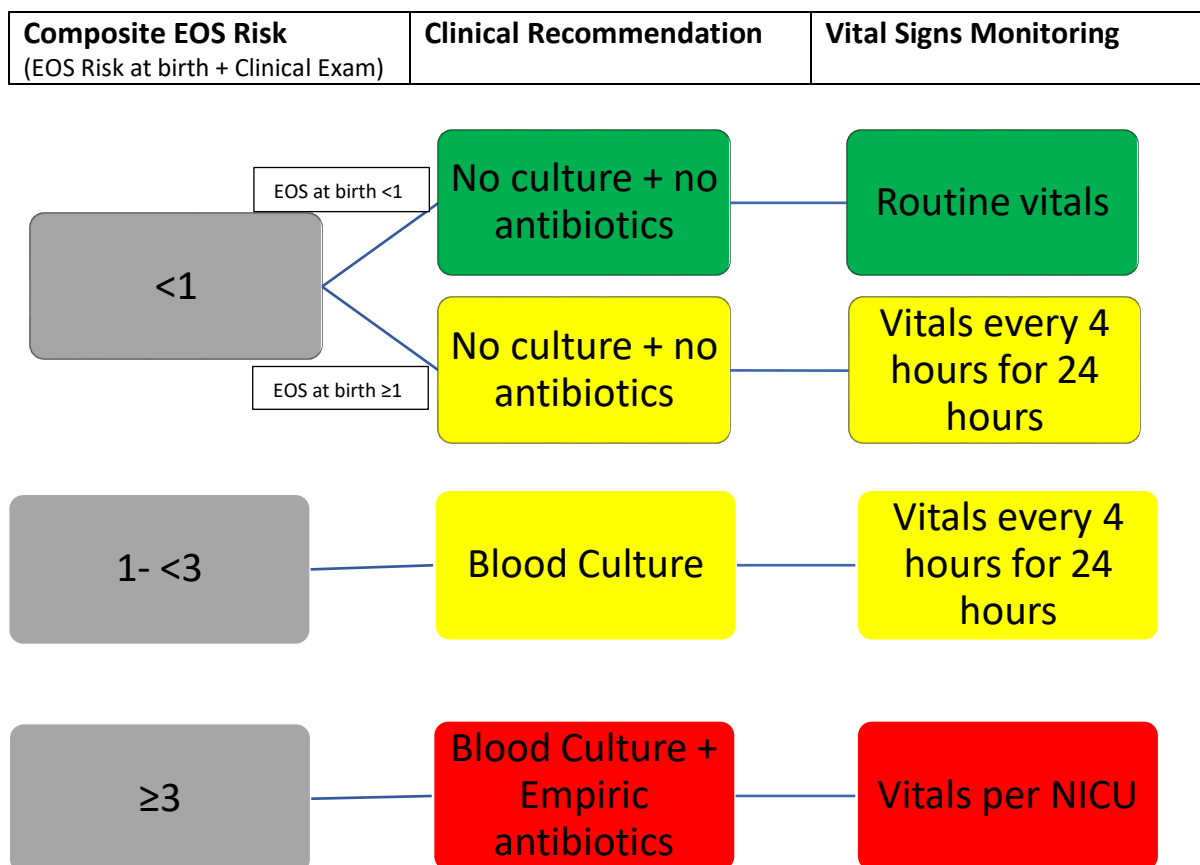 Composite EOS Risk
(EOS Risk at birth + Clinical Exam)
Clinical Recommendation
Vital Signs Monitoring
<1
EOS at birth <1
No culture + no
antibiotics
Routine vitals
EOS at birth ≥1
No culture + no
antibiotics
Vitals every 4
hours for 24
hours
1- <3
Blood Culture
Vitals every 4
hours for 24
hours
≥3
Blood Culture +
Empiric
antibiotics
Vitals per NICU